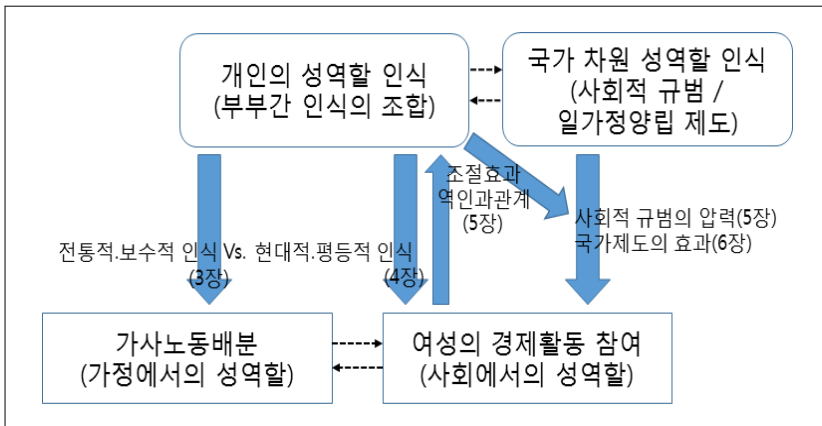 개인의 성역할 인식
(부부간 인식의 조합)
국가 차원 성역할 인식
(사회적 규범 /
일가정양립 제도)
조절효과
역인과관계
(5장)
사회적 규범의 압력(5장)
국가제도의 효과(6장)
전통적.보수적 인식 Vs. 현대적.평등적 인식
(3장)
(4장)
가사노동배분
(가정에서의 성역할)
여성의 경제활동 참여
(사회에서의 성역할)